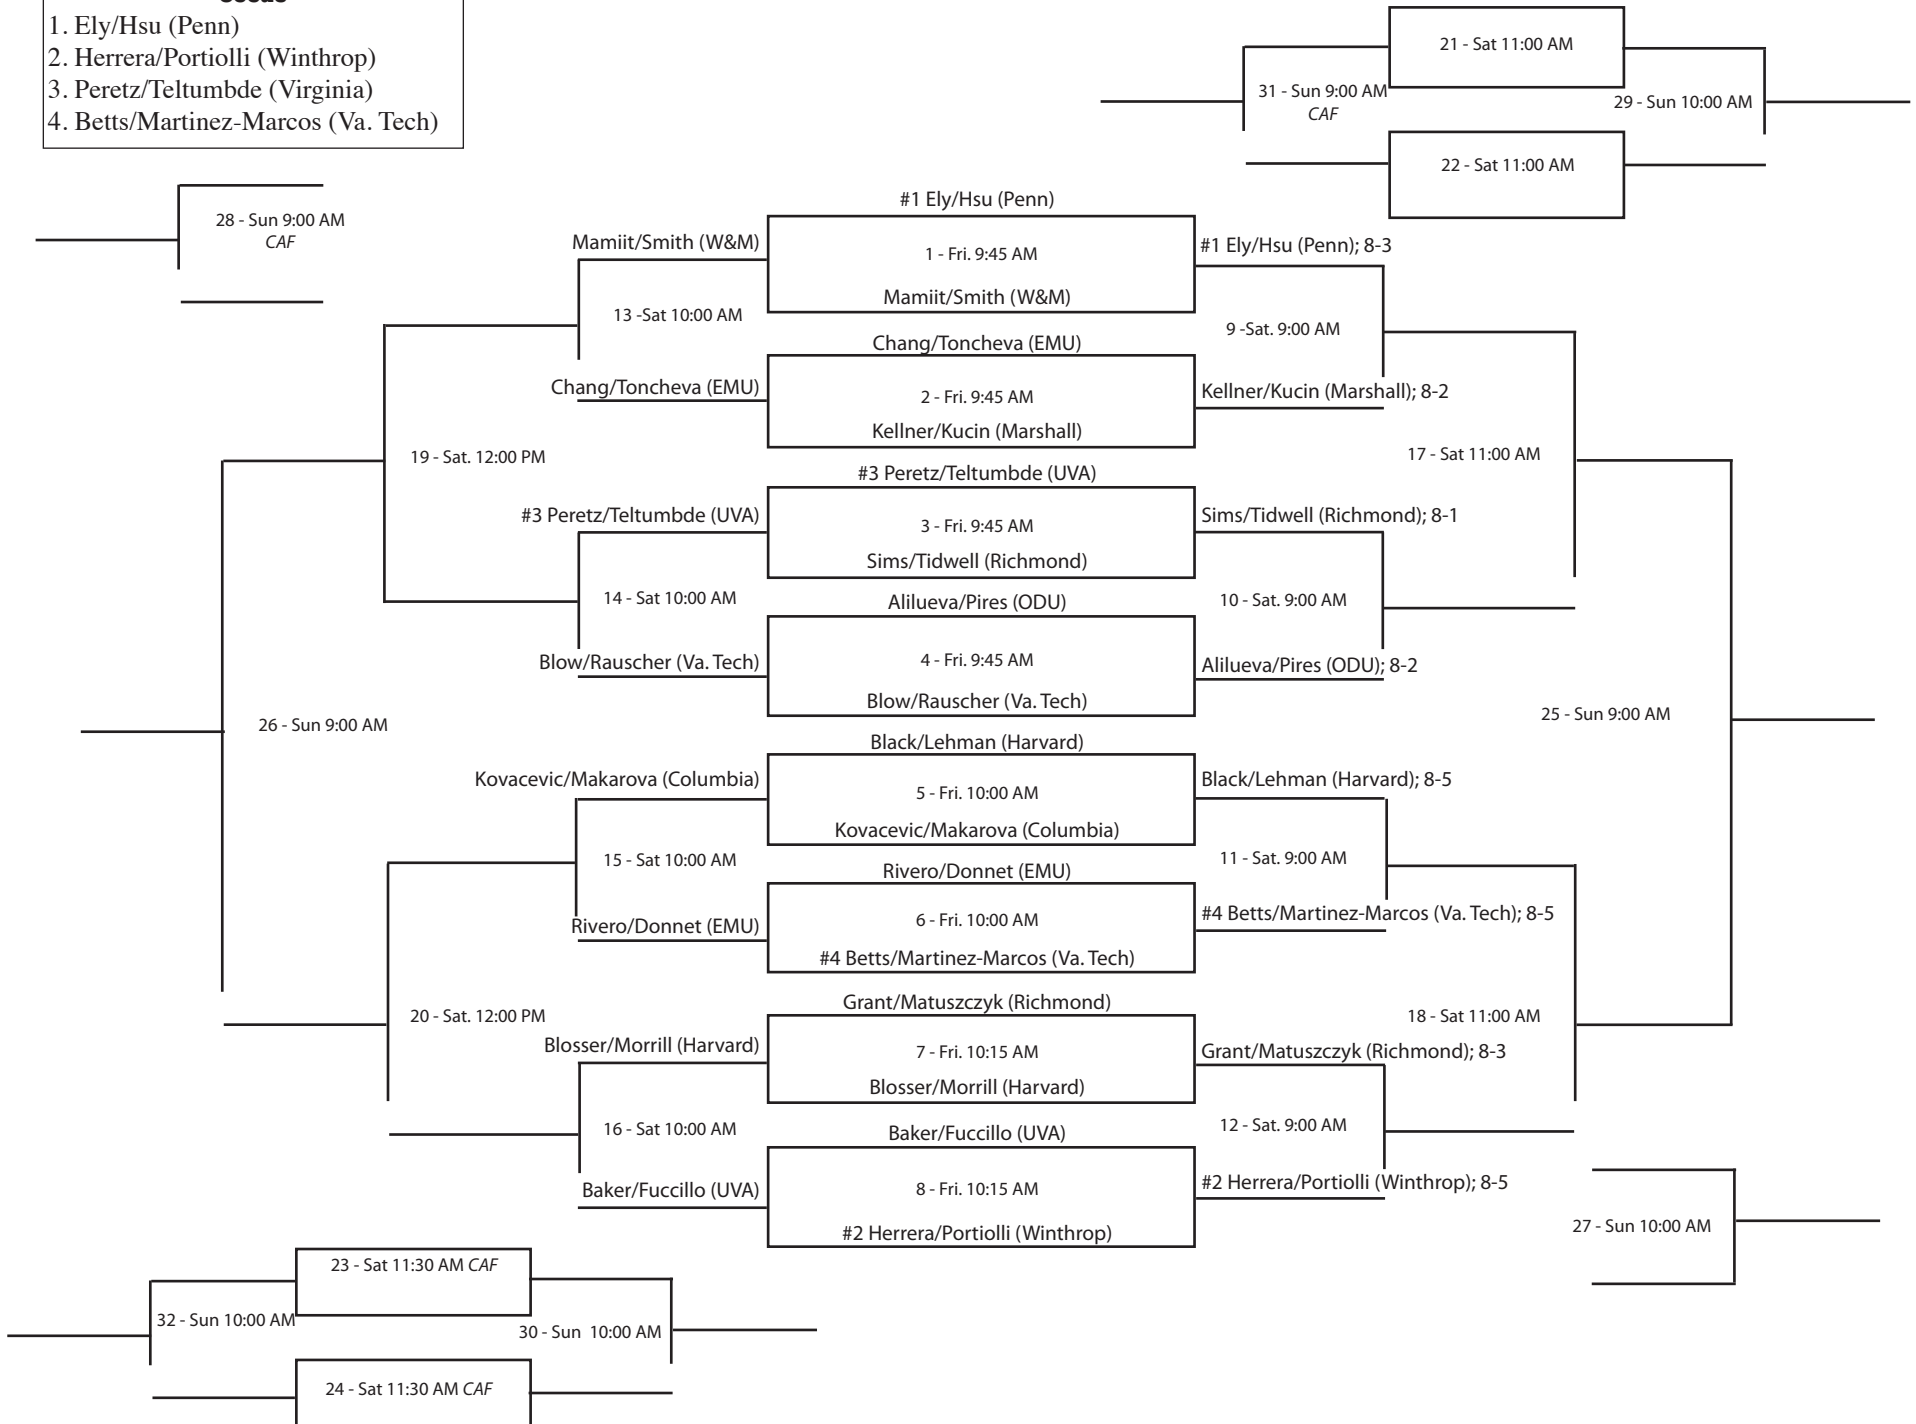 1. Ely/Hsu (Penn)
2. Herrera/Portiolli (Winthrop)
3. Peretz/Teltumbde (Virginia)
4. Betts/Martinez-Marcos (Va. Tech)
21 - Sat 11:00 AM
31 - Sun 9:00 AM
CAF
29 - Sun 10:00 AM
22 - Sat 11:00 AM
28 - Sun 9:00 AM
CAF
#1 Ely/Hsu (Penn)
Mamiit/Smith (W&M)
1 - Fri. 9:45 AM
#1 Ely/Hsu (Penn); 8-3
Mamiit/Smith (W&M)
13 -Sat 10:00 AM
9 -Sat. 9:00 AM
Chang/Toncheva (EMU)
Chang/Toncheva (EMU)
2 - Fri. 9:45 AM
Kellner/Kucin (Marshall); 8-2
Kellner/Kucin (Marshall)
19 - Sat. 12:00 PM
17 - Sat 11:00 AM
#3 Peretz/Teltumbde (UVA)
#3 Peretz/Teltumbde (UVA)
3 - Fri. 9:45 AM
Sims/Tidwell (Richmond); 8-1
Sims/Tidwell (Richmond)
14 - Sat 10:00 AM
10 - Sat. 9:00 AM
Alilueva/Pires (ODU)
Blow/Rauscher (Va. Tech)
4 - Fri. 9:45 AM
Alilueva/Pires (ODU); 8-2
Blow/Rauscher (Va. Tech)
26 - Sun 9:00 AM
25 - Sun 9:00 AM
Black/Lehman (Harvard)
Kovacevic/Makarova (Columbia)
5 - Fri. 10:00 AM
Black/Lehman (Harvard); 8-5
Kovacevic/Makarova (Columbia)
15 - Sat 10:00 AM
11 - Sat. 9:00 AM
Rivero/Donnet (EMU)
Rivero/Donnet (EMU)
6 - Fri. 10:00 AM
#4 Betts/Martinez-Marcos (Va. Tech); 8-5
#4 Betts/Martinez-Marcos (Va. Tech)
20 - Sat. 12:00 PM
18 - Sat 11:00 AM
Grant/Matuszczyk (Richmond)
Blosser/Morrill (Harvard)
7 - Fri. 10:15 AM
Grant/Matuszczyk (Richmond); 8-3
Blosser/Morrill (Harvard)
16 - Sat 10:00 AM
12 - Sat. 9:00 AM
Baker/Fuccillo (UVA)
Baker/Fuccillo (UVA)
8 - Fri. 10:15 AM
#2 Herrera/Portiolli (Winthrop); 8-5
#2 Herrera/Portiolli (Winthrop)
27 - Sun 10:00 AM
23 - Sat 11:30 AM CAF
32 - Sun 10:00 AM
30 - Sun 10:00 AM
24 - Sat 11:30 AM CAF